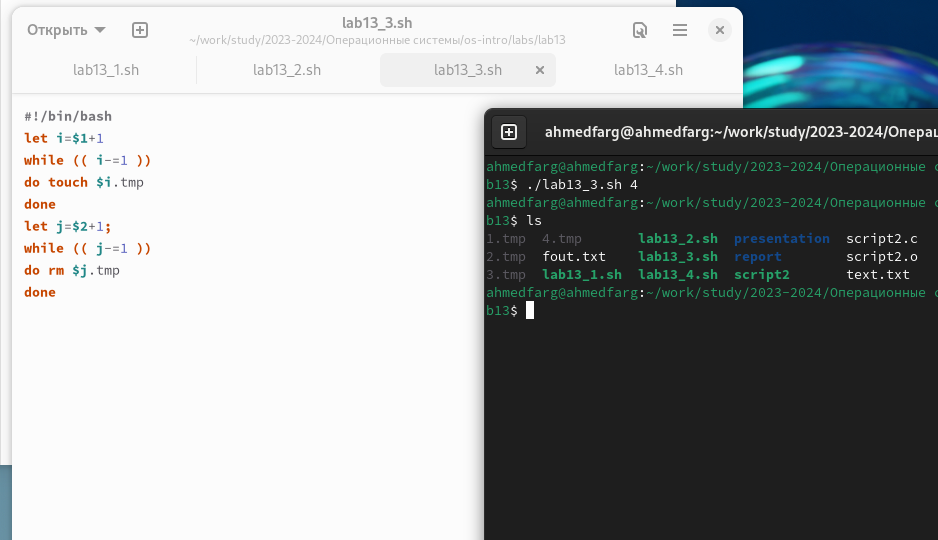 Открыть
lab13_3.sh
~/work/study/2023-2024/Операционные системы/os-intro/labs/lab13
lab13_1.sh
lab13_2.sh
lab13_3.sh
lab13_4.sh
#!/bin/bash
let i=$1+1
while (( i-=1 ))
do touch $i.tmp
done
let j=$2+1;
while (( j-=1 ))
do rm $j.tmp
done
ahmedfarg@ahmedfarg:~/work/study/2023-2024/Операц
ahmedfarg@ahmedfarg:~/work/study/2023-2024/Операционные с
b13$ ./lab13_3.sh 4
ahmedfarg@ahmedfarg:~/work/study/2023-2024/Операционные с
b13$ ls
1.tmp 4.tmp lab13_2.sh presentation script2.c
2.tmp fout.txt lab13_3.sh report script2.o
3.tmp lab13_1.sh lab13_4.sh script2 text.txt
ahmedfarg@ahmedfarg:~/work/study/2023-2024/Операционные с
b13$